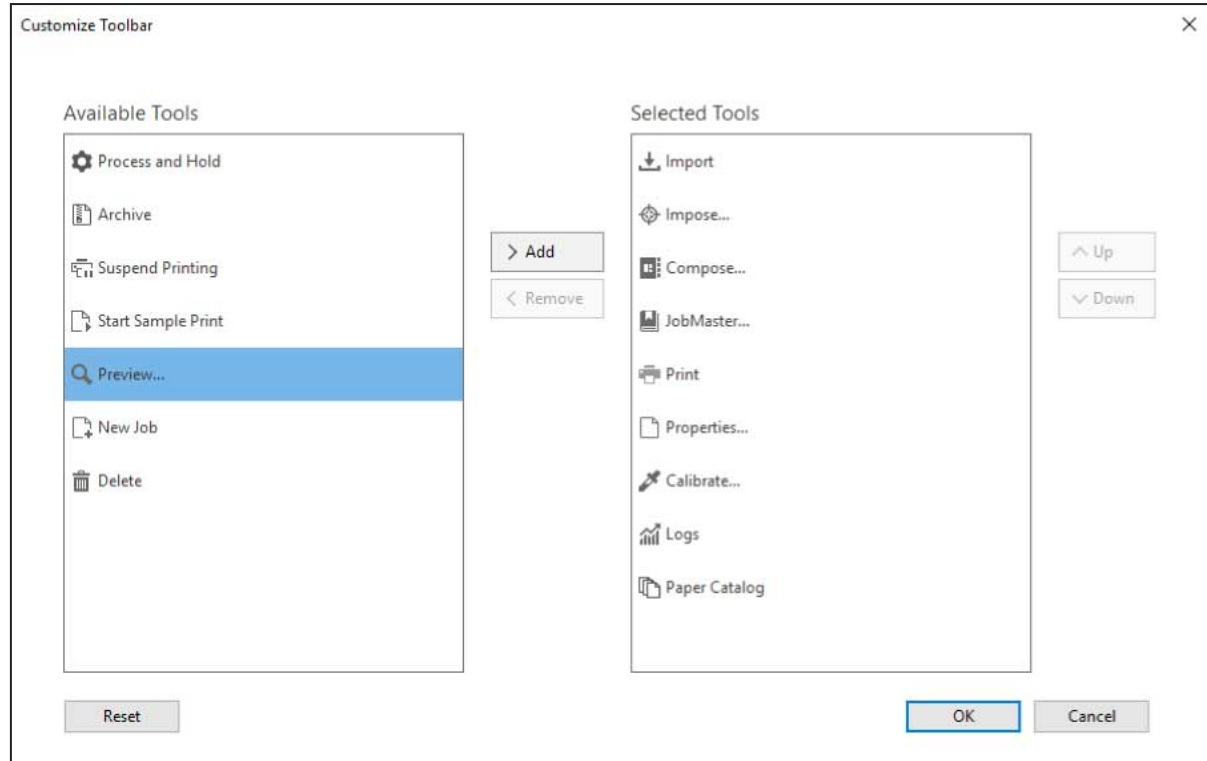 Customize Toolbar
Available Tools
Process and Hold
Archive
Suspend Printing
Start Sample Print
Preview...
New Job
Delete
> Add
< Remove
Selected Tools
Import
Impose...
Compose...
JobMaster...
Print
Properties...
Calibrate...
Logs
Paper Catalog
Up
Down
Reset
OK
Cancel